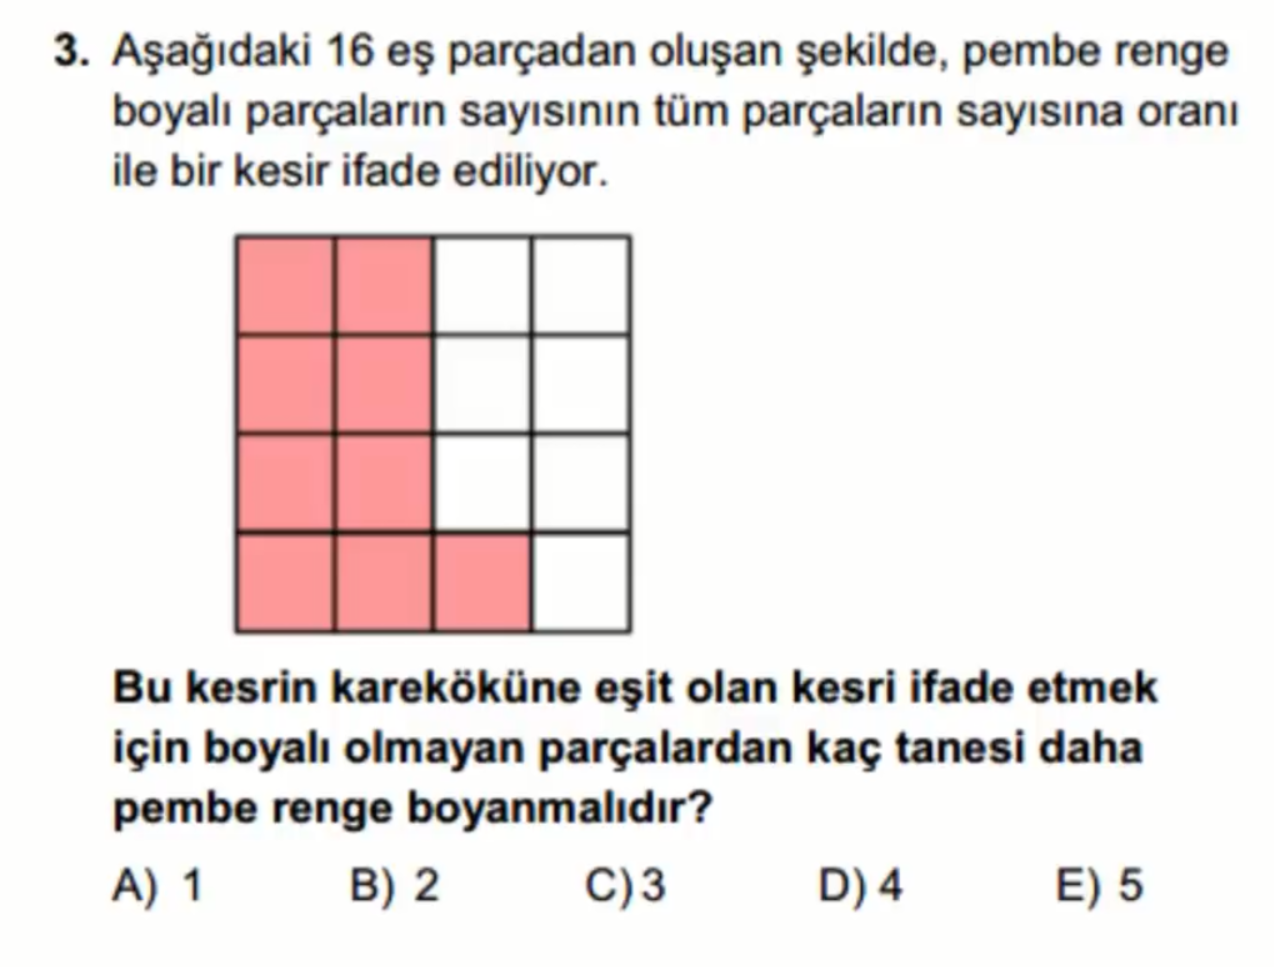 3. Aşağıdaki 16 eş parçadan oluşan şekilde, pembe renge
boyalı parçaların sayısının tüm parçaların sayısına oranı
ile bir kesir ifade ediliyor.
Bu kesrin kareköküne eşit olan kesri ifade etmek
için boyalı olmayan parçalardan kaç tanesi daha
pembe renge boyanmalıdır?
A) 1 B) 2 C) 3 D) 4 E) 5